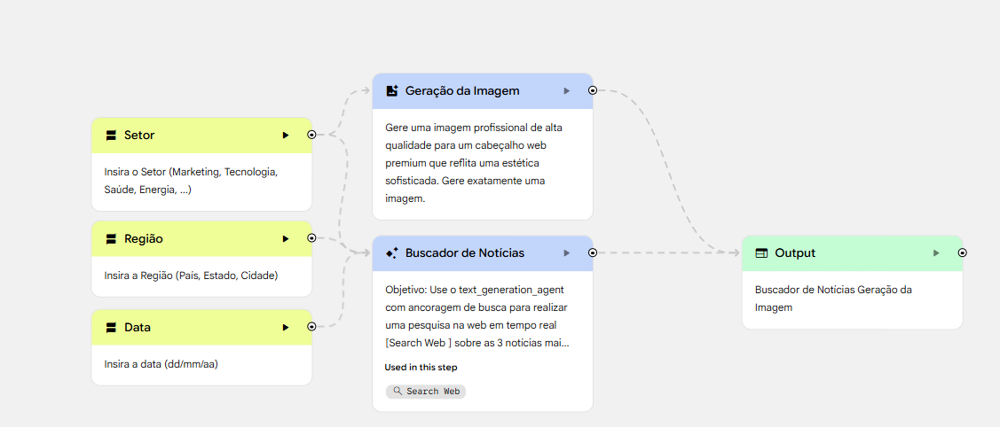 Setor
Insira o Setor (Marketing, Tecnologia,
Saúde, Energia, ...)
Região
Insira a Região (País, Estado, Cidade)
Data
Insira a data (dd/mm/aa)
Geração da Imagem
Gere uma imagem profissional de alta
qualidade para um cabeçalho web
premium que reflita uma estética
sofisticada. Gere exatamente uma
imagem.
Buscador de Notícias
Objetivo: Use o text_generation_agent
com ancoragem de busca para realizar
uma pesquisa na web em tempo real
[Search Web ] sobre as 3 notícias mai...
Used in this step
Search Web
Output
Buscador de Notícias Geração da
Imagem